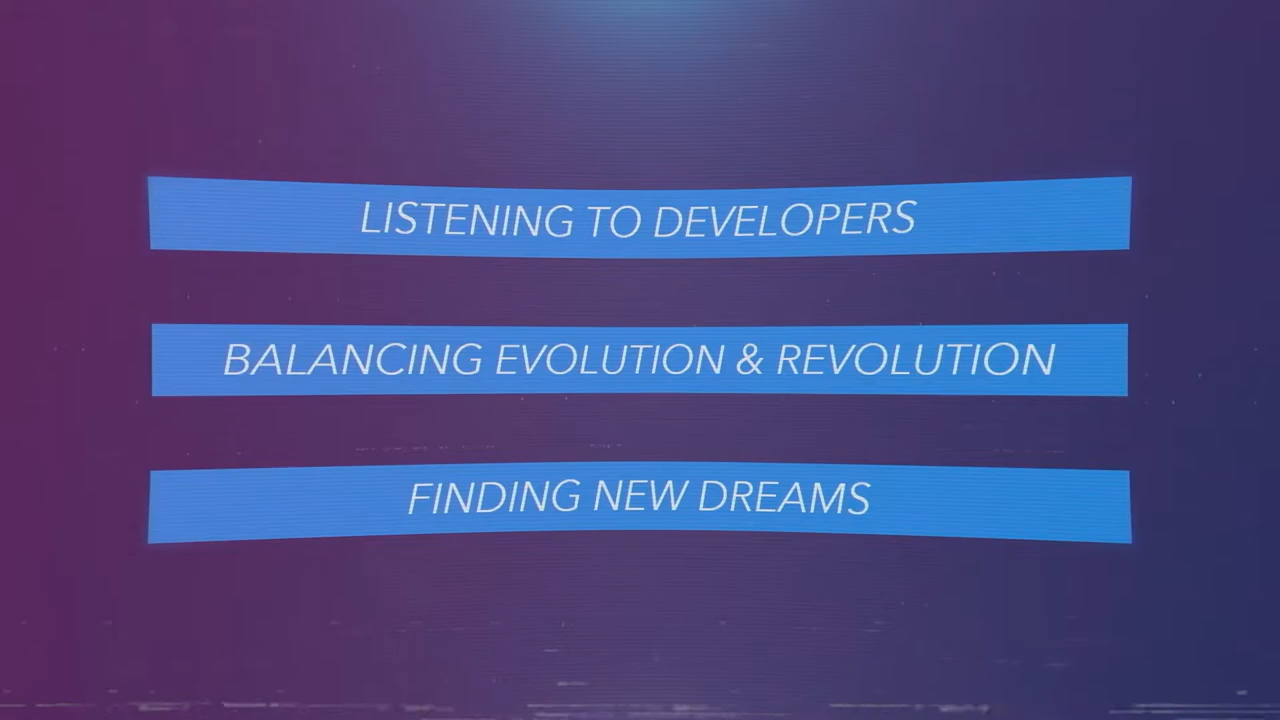 LISTENING TO DEVELOPERS
BALANCING EVOLUTION & REVOLUTION
FINDING NEW DREAMS